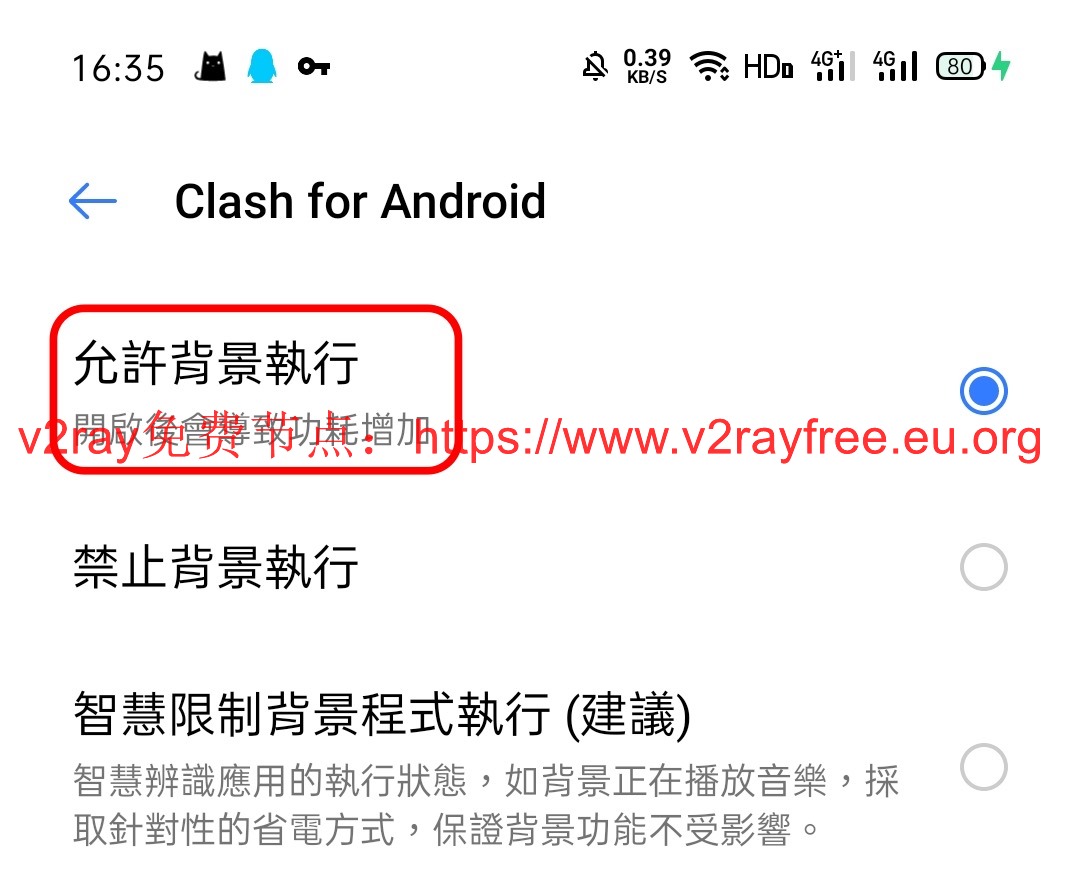 16:35 0.39 KB/S HD 4G+ 4G 80
Clash for Android
允許背景執行
開啟後會導致功耗增加
v2ray免费节点：https://www.v2rayfree.eu.org
禁止背景執行
智慧限制背景程式執行 (建議)
智慧辨識應用的執行狀態，如背景正在播放音樂，採
取針對性的省電方式，保證背景功能不受影響。